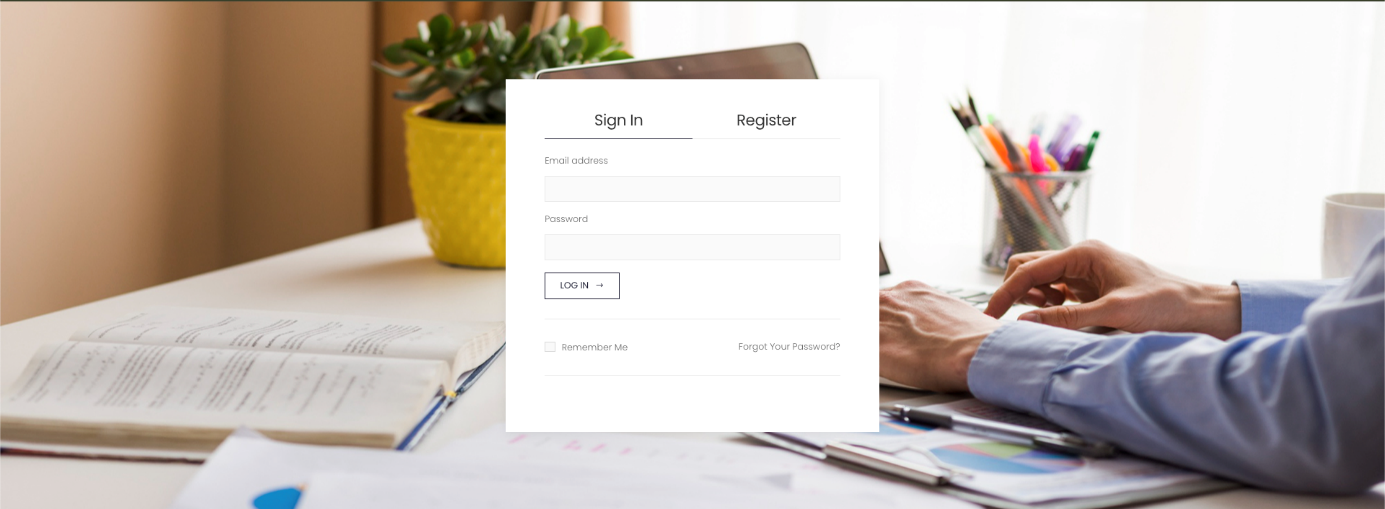 Sign In Register
Email address
Password
LOG IN →
Remember Me Forgot Your Password?